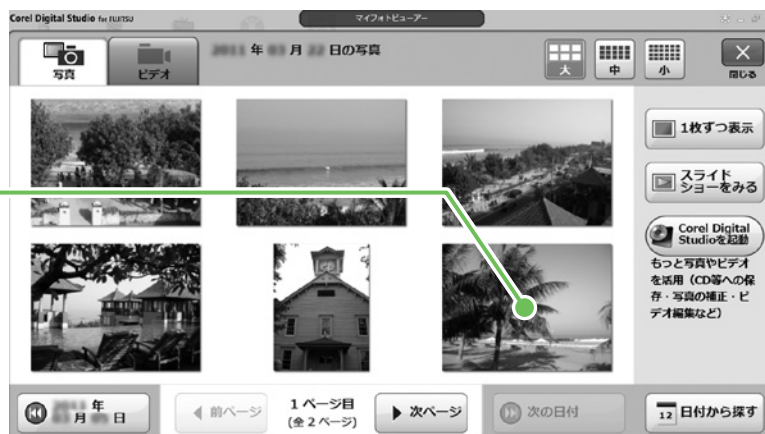 Corel Digital Studio for FUJITSU
マイフォトビューアー
写真
ビデオ
年 月 日の写真
大
中
小
閉じる
1枚ずつ表示
スライド
ショーをみる
Corel Digital
Studioを起動
もっと写真やビデオ
を活用（CD等への保
存・写真の補正・ビ
デオ編集など）
年
月 日
前ページ
1 ページ目
(全 2 ページ)
次ページ
次の日付
12
日付から探す